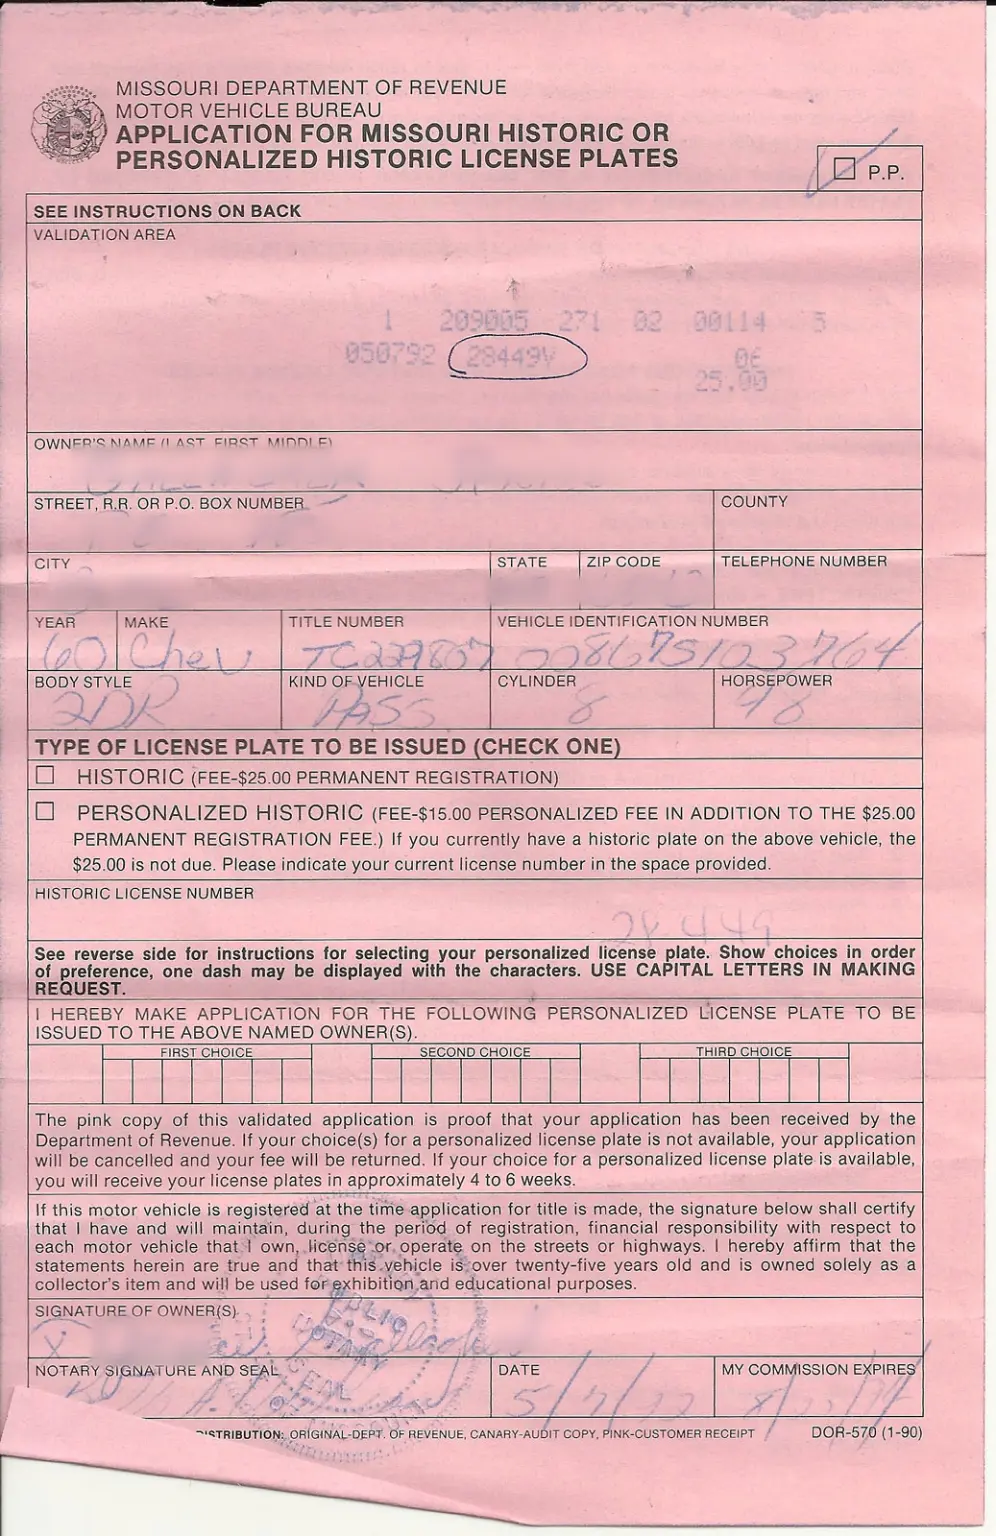 MISSOURI DEPARTMENT OF REVENUE
MOTOR VEHICLE BUREAU
APPLICATION FOR MISSOURI HISTORIC OR
PERSONALIZED HISTORIC LICENSE PLATES
P.P.
SEE INSTRUCTIONS ON BACK
VALIDATION AREA
1 209005 271 02 00114 5
050792 28449V 0E
25.00
OWNER'S NAME (LAST, FIRST, MIDDLE)
STREET, R.R. OR P.O. BOX NUMBER COUNTY
CITY STATE ZIP CODE TELEPHONE NUMBER
YEAR MAKE TITLE NUMBER VEHICLE IDENTIFICATION NUMBER
60 Chev TC229807 00867S103764
BODY STYLE KIND OF VEHICLE CYLINDER HORSEPOWER
2DR PASS 8 98
TYPE OF LICENSE PLATE TO BE ISSUED (CHECK ONE)
HISTORIC (FEE-$25.00 PERMANENT REGISTRATION)
PERSONALIZED HISTORIC (FEE-$15.00 PERSONALIZED FEE IN ADDITION TO THE $25.00
PERMANENT REGISTRATION FEE.) If you currently have a historic plate on the above vehicle, the
$25.00 is not due. Please indicate your current license number in the space provided.
HISTORIC LICENSE NUMBER
28449
See reverse side for instructions for selecting your personalized license plate. Show choices in order
of preference, one dash may be displayed with the characters. USE CAPITAL LETTERS IN MAKING
REQUEST.
I HEREBY MAKE APPLICATION FOR THE FOLLOWING PERSONALIZED LICENSE PLATE TO BE
ISSUED TO THE ABOVE NAMED OWNER(S).
FIRST CHOICE SECOND CHOICE THIRD CHOICE
The pink copy of this validated application is proof that your application has been received by the
Department of Revenue. If your choice(s) for a personalized license plate is not available, your application
will be cancelled and your fee will be returned. If your choice for a personalized license plate is available,
you will receive your license plates in approximately 4 to 6 weeks.
If this motor vehicle is registered at the time application for title is made, the signature below shall certify
that I have and will maintain, during the period of registration, financial responsibility with respect to
each motor vehicle that I own, license or operate on the streets or highways. I hereby affirm that the
statements herein are true and that this vehicle is over twenty-five years old and is owned solely as a
collector's item and will be used for exhibition and educational purposes.
SIGNATURE OF OWNER(S)
X
PUBLIC
NOTARY
SEAL
NOTARY SIGNATURE AND SEAL DATE MY COMMISSION EXPIRES
DISTRIBUTION: ORIGINAL-DEPT. OF REVENUE, CANARY-AUDIT COPY, PINK-CUSTOMER RECEIPT DOR-570 (1-90)